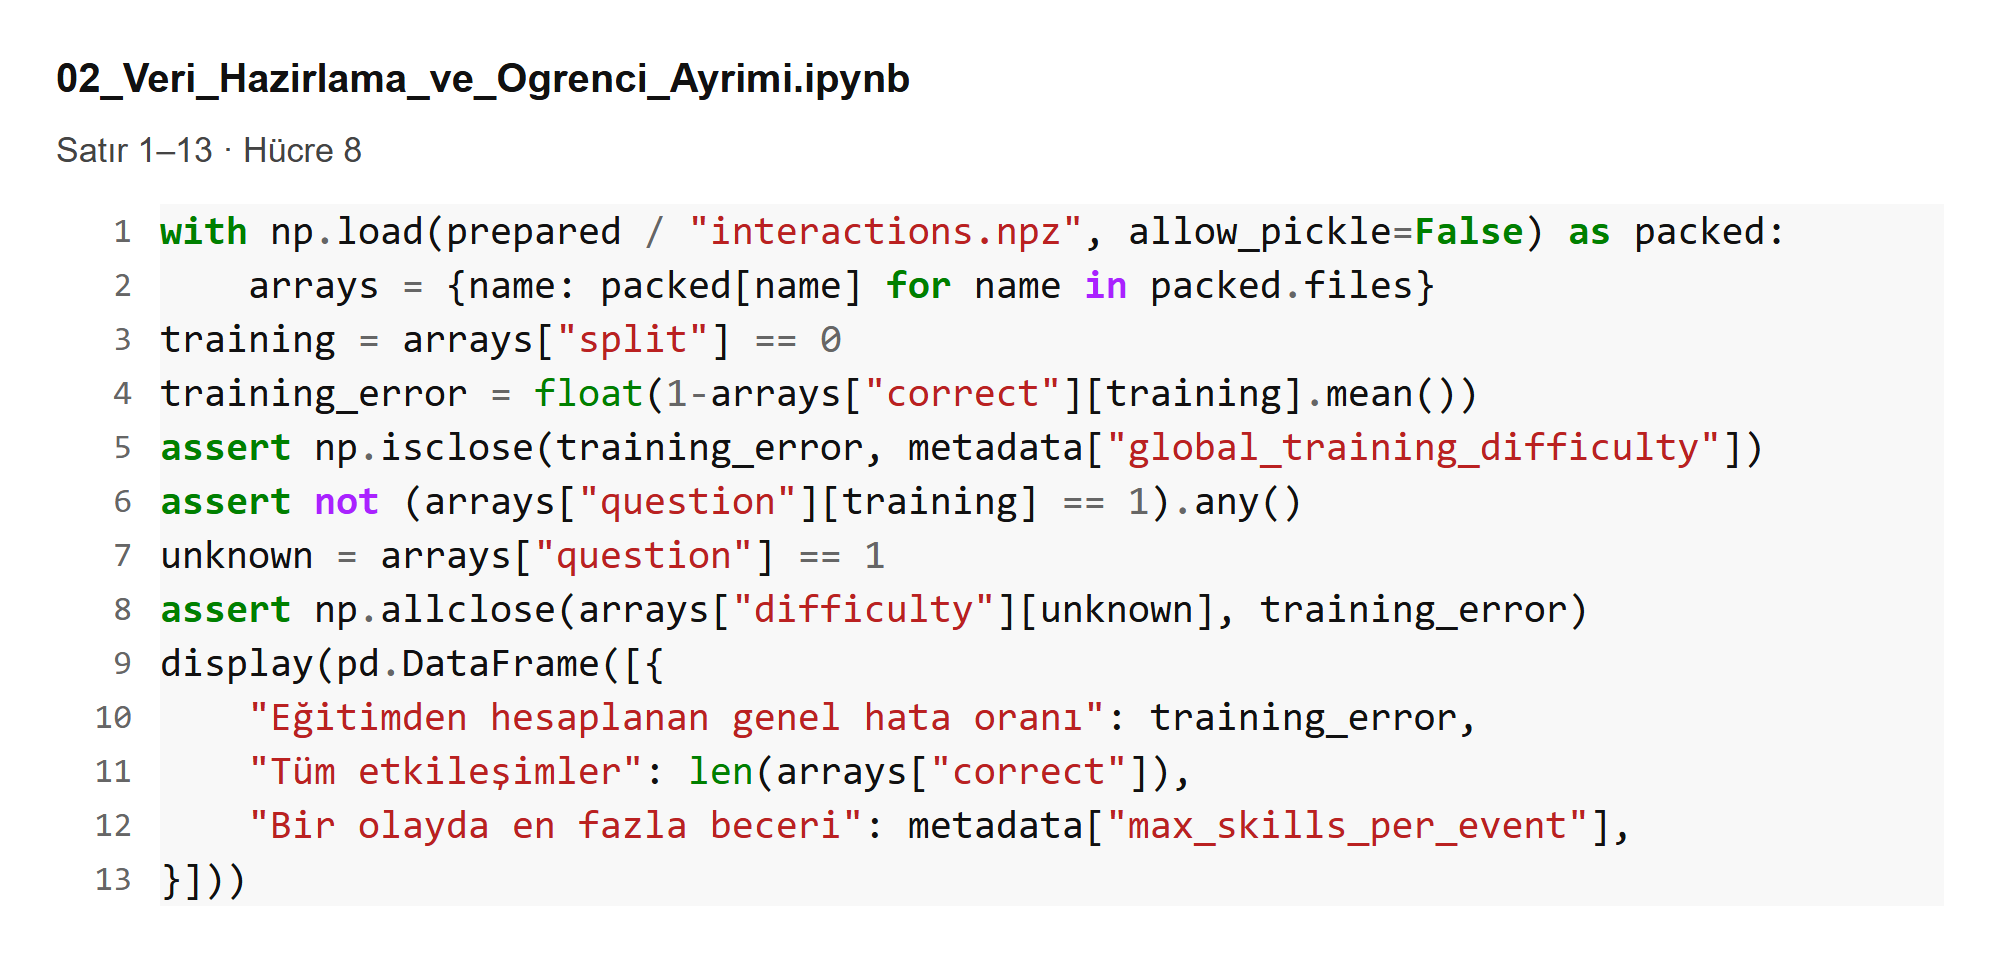 02_Veri_Hazirlama_ve_Ogrenci_Ayrimi.ipynb
Satır 1–13 · Hücre 8
1 with np.load(prepared / "interactions.npz", allow_pickle=False) as packed:
2     arrays = {name: packed[name] for name in packed.files}
3 training = arrays["split"] == 0
4 training_error = float(1-arrays["correct"][training].mean())
5 assert np.isclose(training_error, metadata["global_training_difficulty"])
6 assert not (arrays["question"][training] == 1).any()
7 unknown = arrays["question"] == 1
8 assert np.allclose(arrays["difficulty"][unknown], training_error)
9 display(pd.DataFrame([{
10     "Eğitimden hesaplanan genel hata oranı": training_error,
11     "Tüm etkileşimler": len(arrays["correct"]),
12     "Bir olayda en fazla beceri": metadata["max_skills_per_event"],
13 }]))